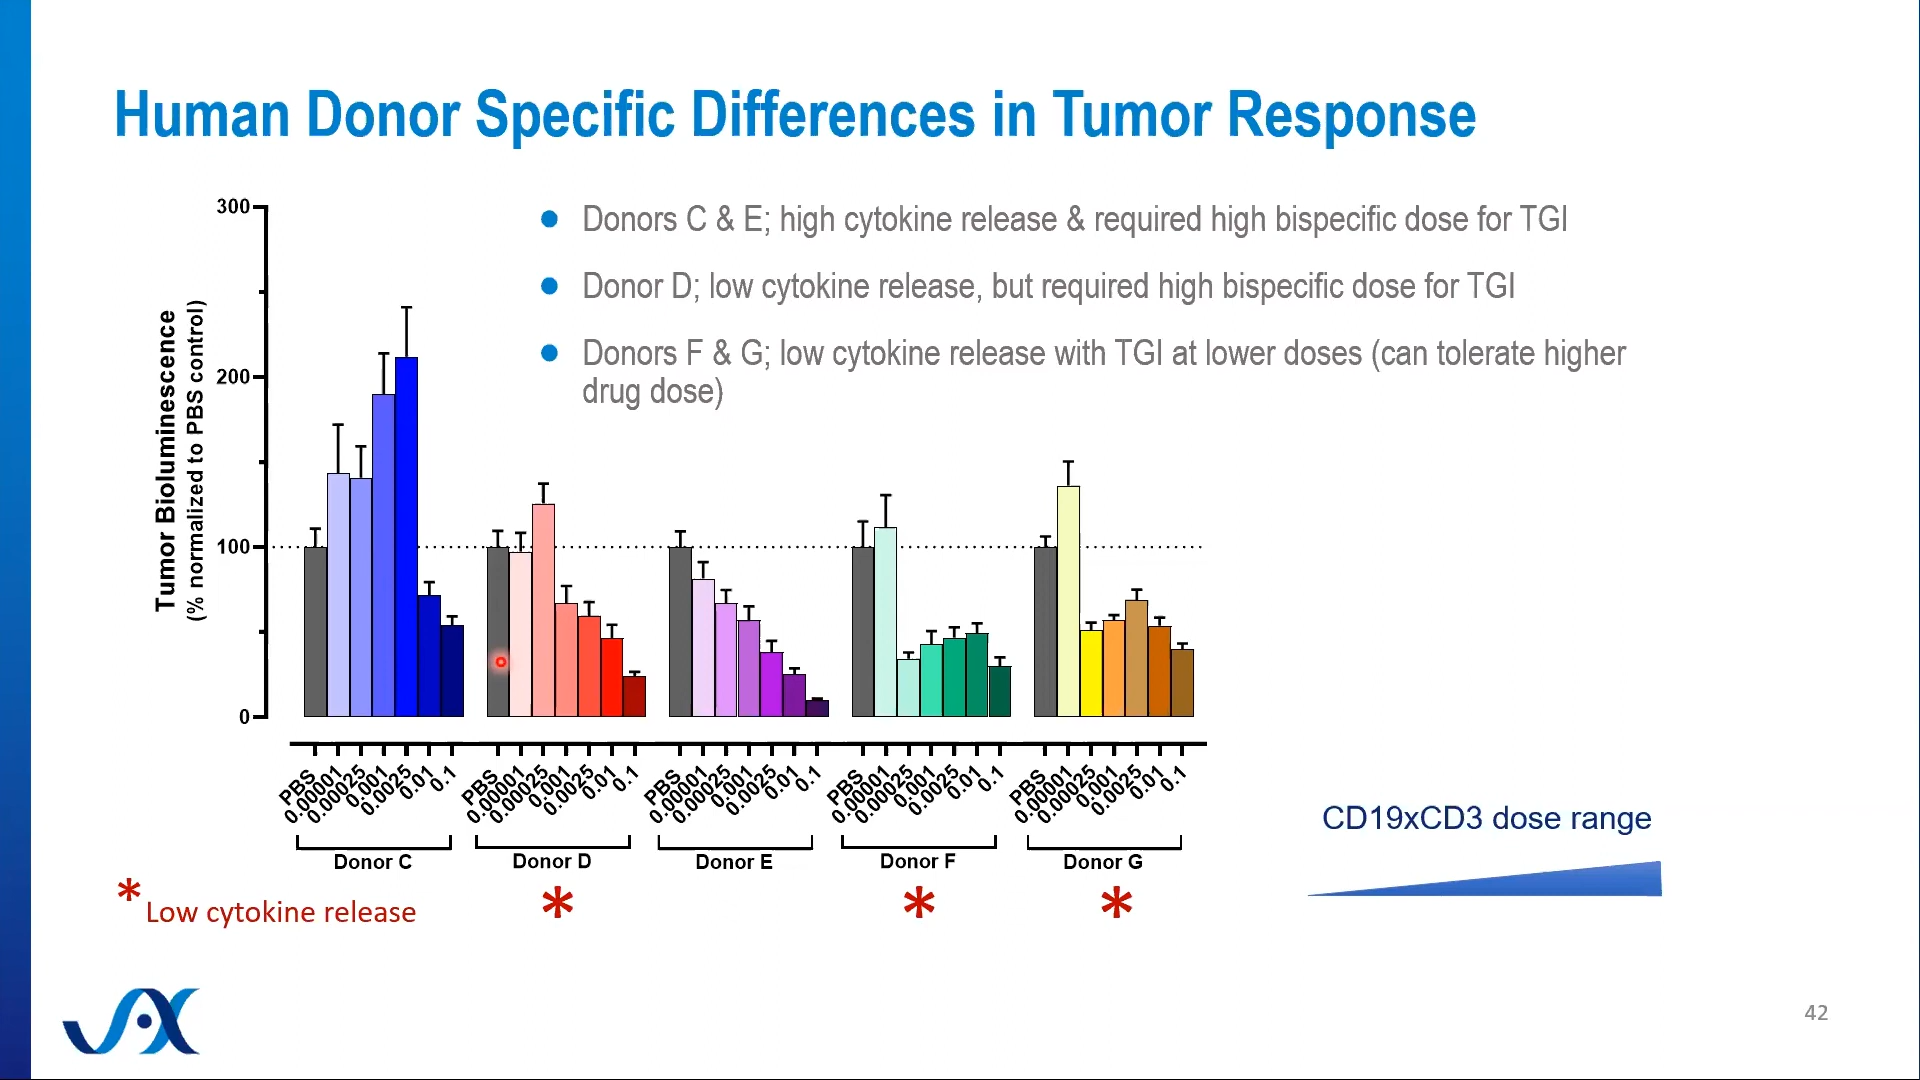 Human Donor Specific Differences in Tumor Response
Donors C & E; high cytokine release & required high bispecific dose for TGI
Donor D; low cytokine release, but required high bispecific dose for TGI
Donors F & G; low cytokine release with TGI at lower doses (can tolerate higher
drug dose)
Tumor Bioluminescence
(% normalized to PBS control)
300
200
100
0
PBS
0.00001
0.00025
0.001
0.0025
0.01
0.1
PBS
0.00001
0.00025
0.001
0.0025
0.01
0.1
PBS
0.00001
0.00025
0.001
0.0025
0.01
0.1
PBS
0.00001
0.00025
0.001
0.0025
0.01
0.1
PBS
0.00001
0.00025
0.001
0.0025
0.01
0.1
Donor C
Donor D
Donor E
Donor F
Donor G
CD19xCD3 dose range
* Low cytokine release
*
*
*
JAX
42